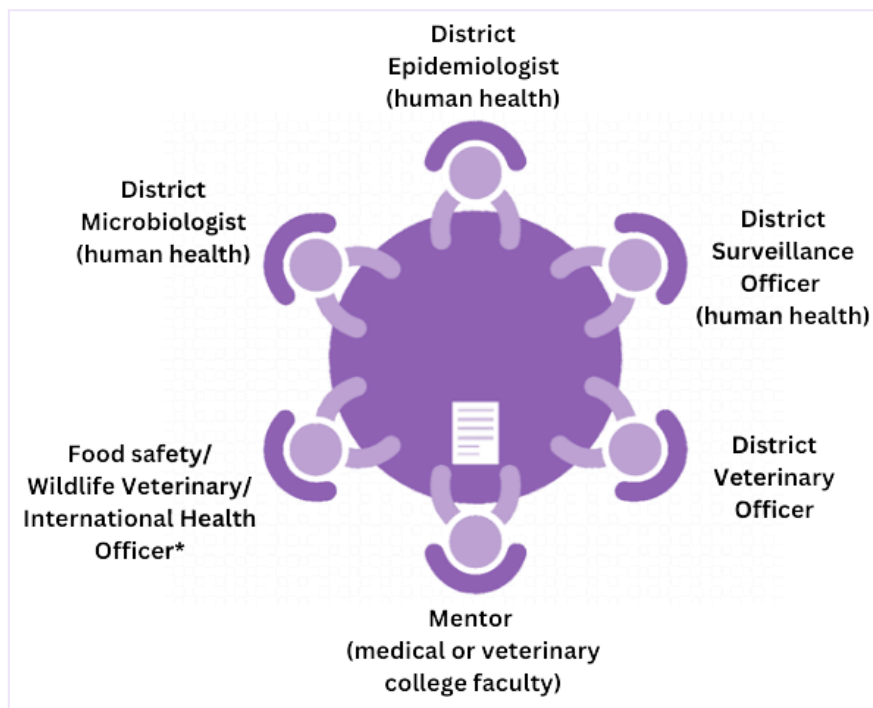 District
Epidemiologist
(human health)
District
Microbiologist
(human health)
District
Surveillance
Officer
(human health)
Food safety/
Wildlife Veterinary/
International Health
Officer*
District
Veterinary
Officer
Mentor
(medical or veterinary
college faculty)